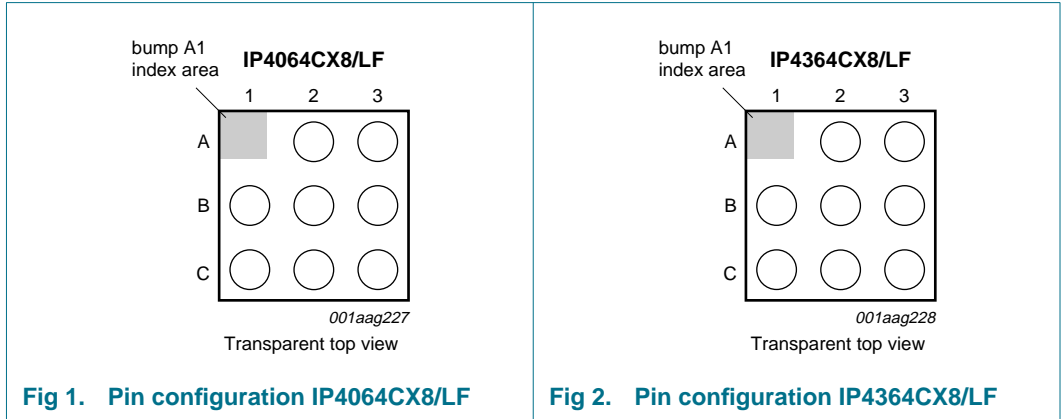 bump A1
index area
IP4064CX8/LF
1 2 3
A
B
C
001aag227
Transparent top view
Fig 1. Pin configuration IP4064CX8/LF
bump A1
index area
IP4364CX8/LF
1 2 3
A
B
C
001aag228
Transparent top view
Fig 2. Pin configuration IP4364CX8/LF